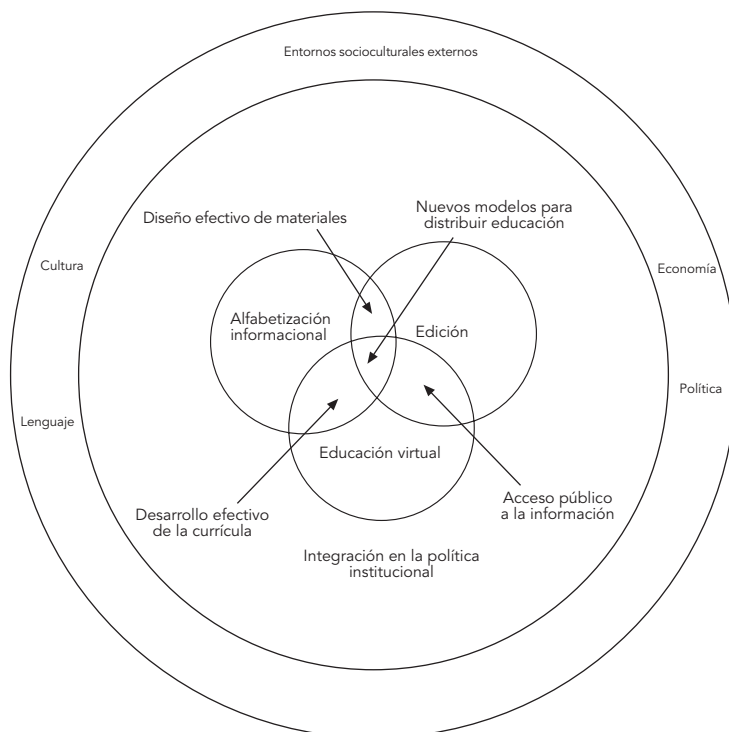 Entornos socioculturales externos
Nuevos modelos para
distribuir educación
Diseño efectivo de materiales
Cultura
Economía
Alfabetización
informacional
Edición
Política
Lenguaje
Educación virtual
Acceso público
a la información
Desarrollo efectivo
de la currícula
Integración en la política
institucional